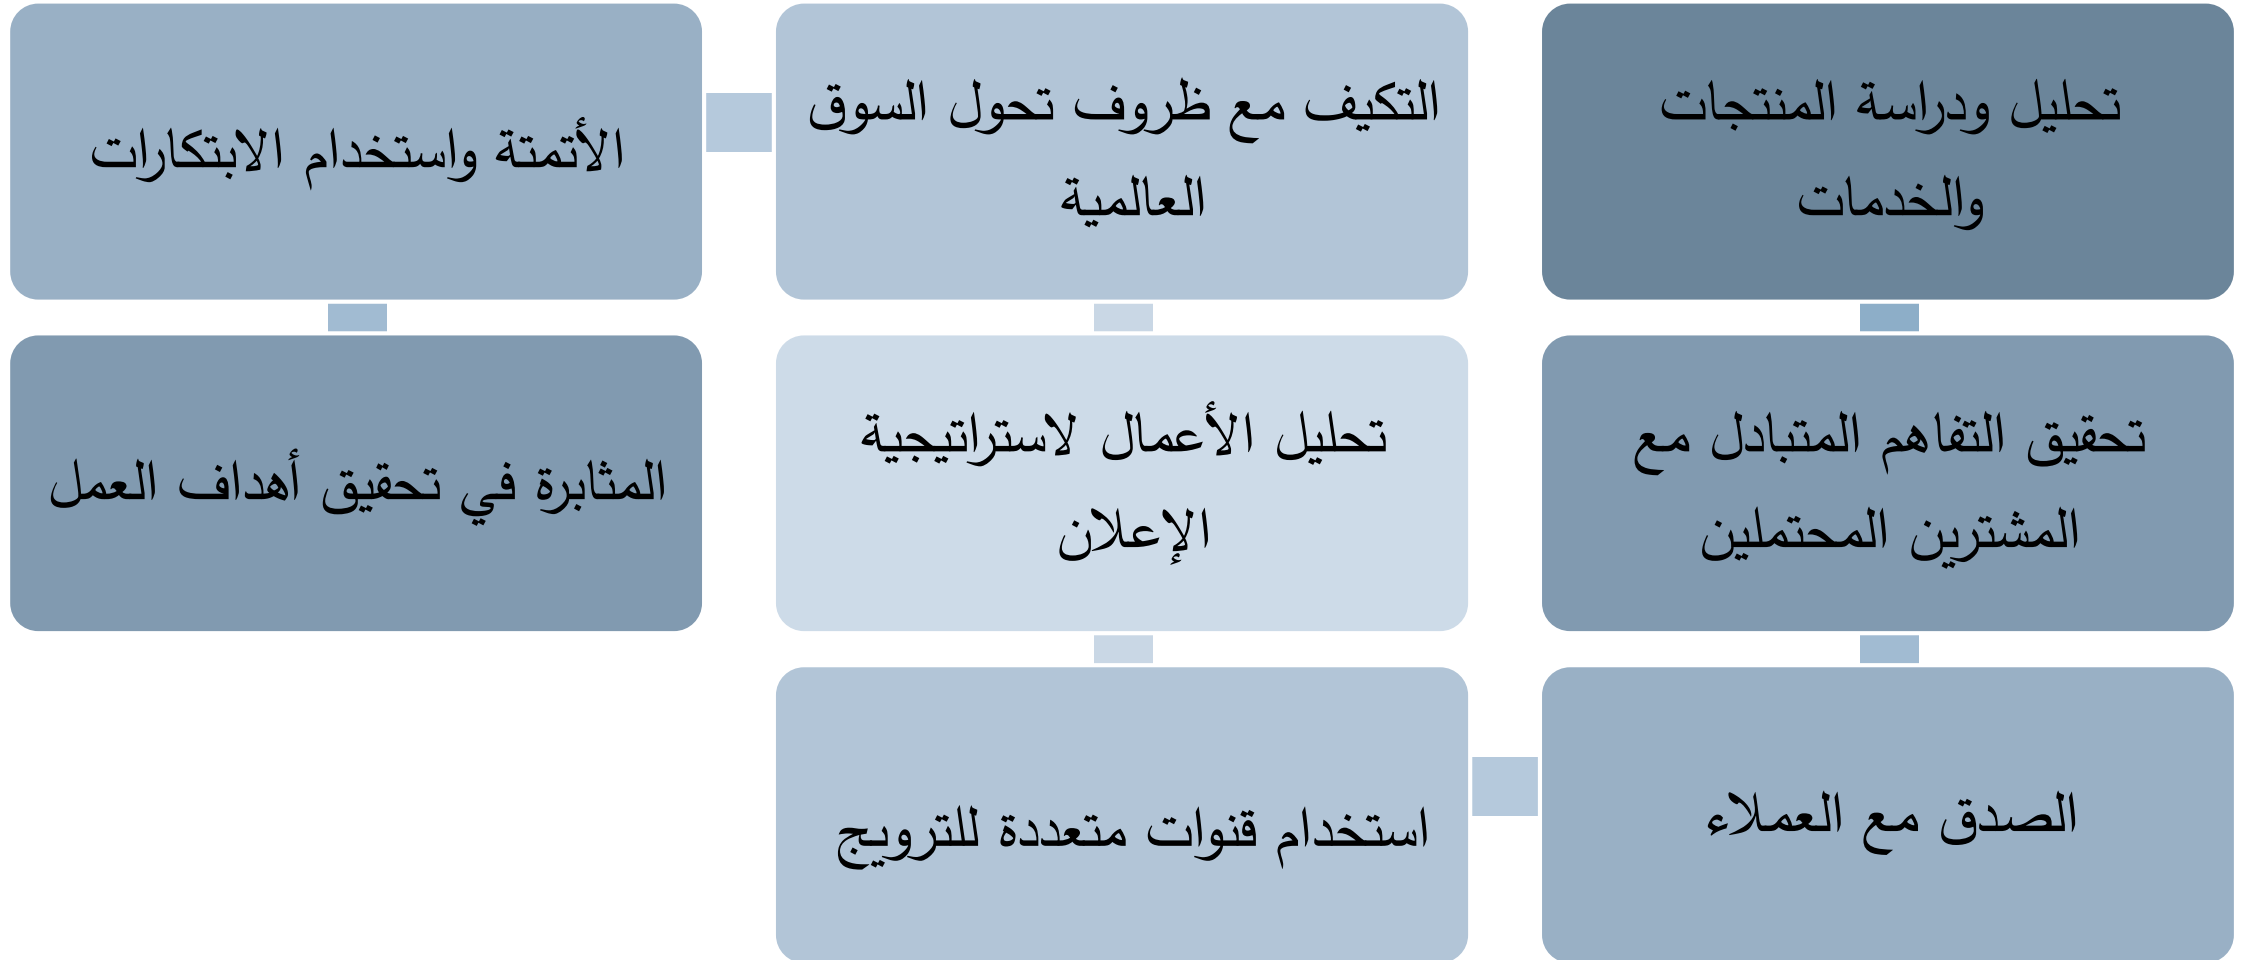 تحليل ودراسة المنتجات
والخدمات
تحقيق التفاهم المتبادل مع
المشترين المحتملين
الصدق مع العملاء
استخدام قنوات متعددة للترويج
تحليل الأعمال لاستراتيجية
الإعلان
التكيف مع ظروف تحول السوق
العالمية
الأتمتة واستخدام الابتكارات
المثابرة في تحقيق أهداف العمل